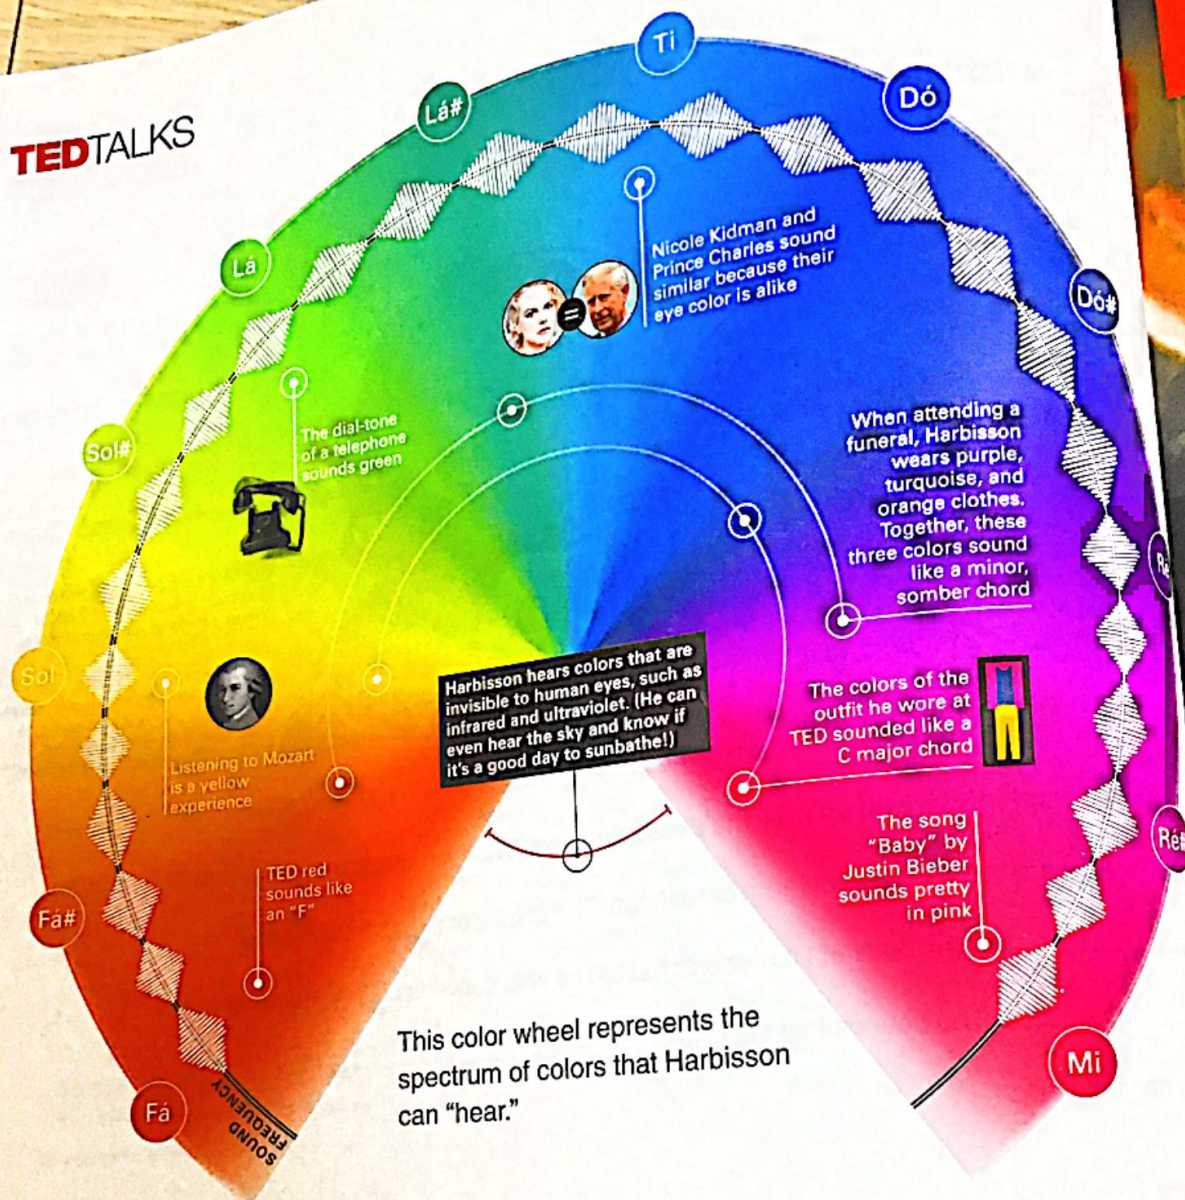 TEDTALKS
Ti
Lá#
Dó
Lá
Dó#
Sol#
Sol
Fá#
Ré#
Fá
Mi
Nicole Kidman and
Prince Charles sound
similar because their
eye color is alike
=
The dial-tone
of a telephone
sounds green
When attending a
funeral, Harbisson
wears purple,
turquoise, and
orange clothes.
Together, these
three colors sound
like a minor,
somber chord
Harbisson hears colors that are
invisible to human eyes, such as
infrared and ultraviolet. (He can
even hear the sky and know if
it's a good day to sunbathe!)
The colors of the
outfit he wore at
TED sounded like a
C major chord
Listening to Mozart
is a yellow
experience
The song
"Baby" by
Justin Bieber
sounds pretty
in pink
TED red
sounds like
an "F"
SOUND
FREQUENCY
This color wheel represents the
spectrum of colors that Harbisson
can "hear."